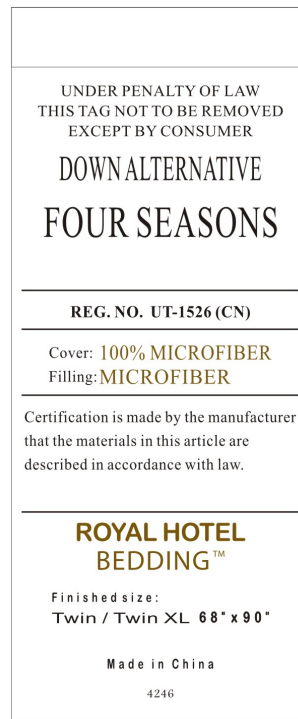 UNDER PENALTY OF LAW
THIS TAG NOT TO BE REMOVED
EXCEPT BY CONSUMER
DOWN ALTERNATIVE
FOUR SEASONS
REG. NO. UT-1526 (CN)
Cover: 100% MICROFIBER
Filling: MICROFIBER
Certification is made by the manufacturer
that the materials in this article are
described in accordance with law.
ROYAL HOTEL
BEDDING™
Finished size:
Twin / Twin XL 68" x 90"
Made in China
4246